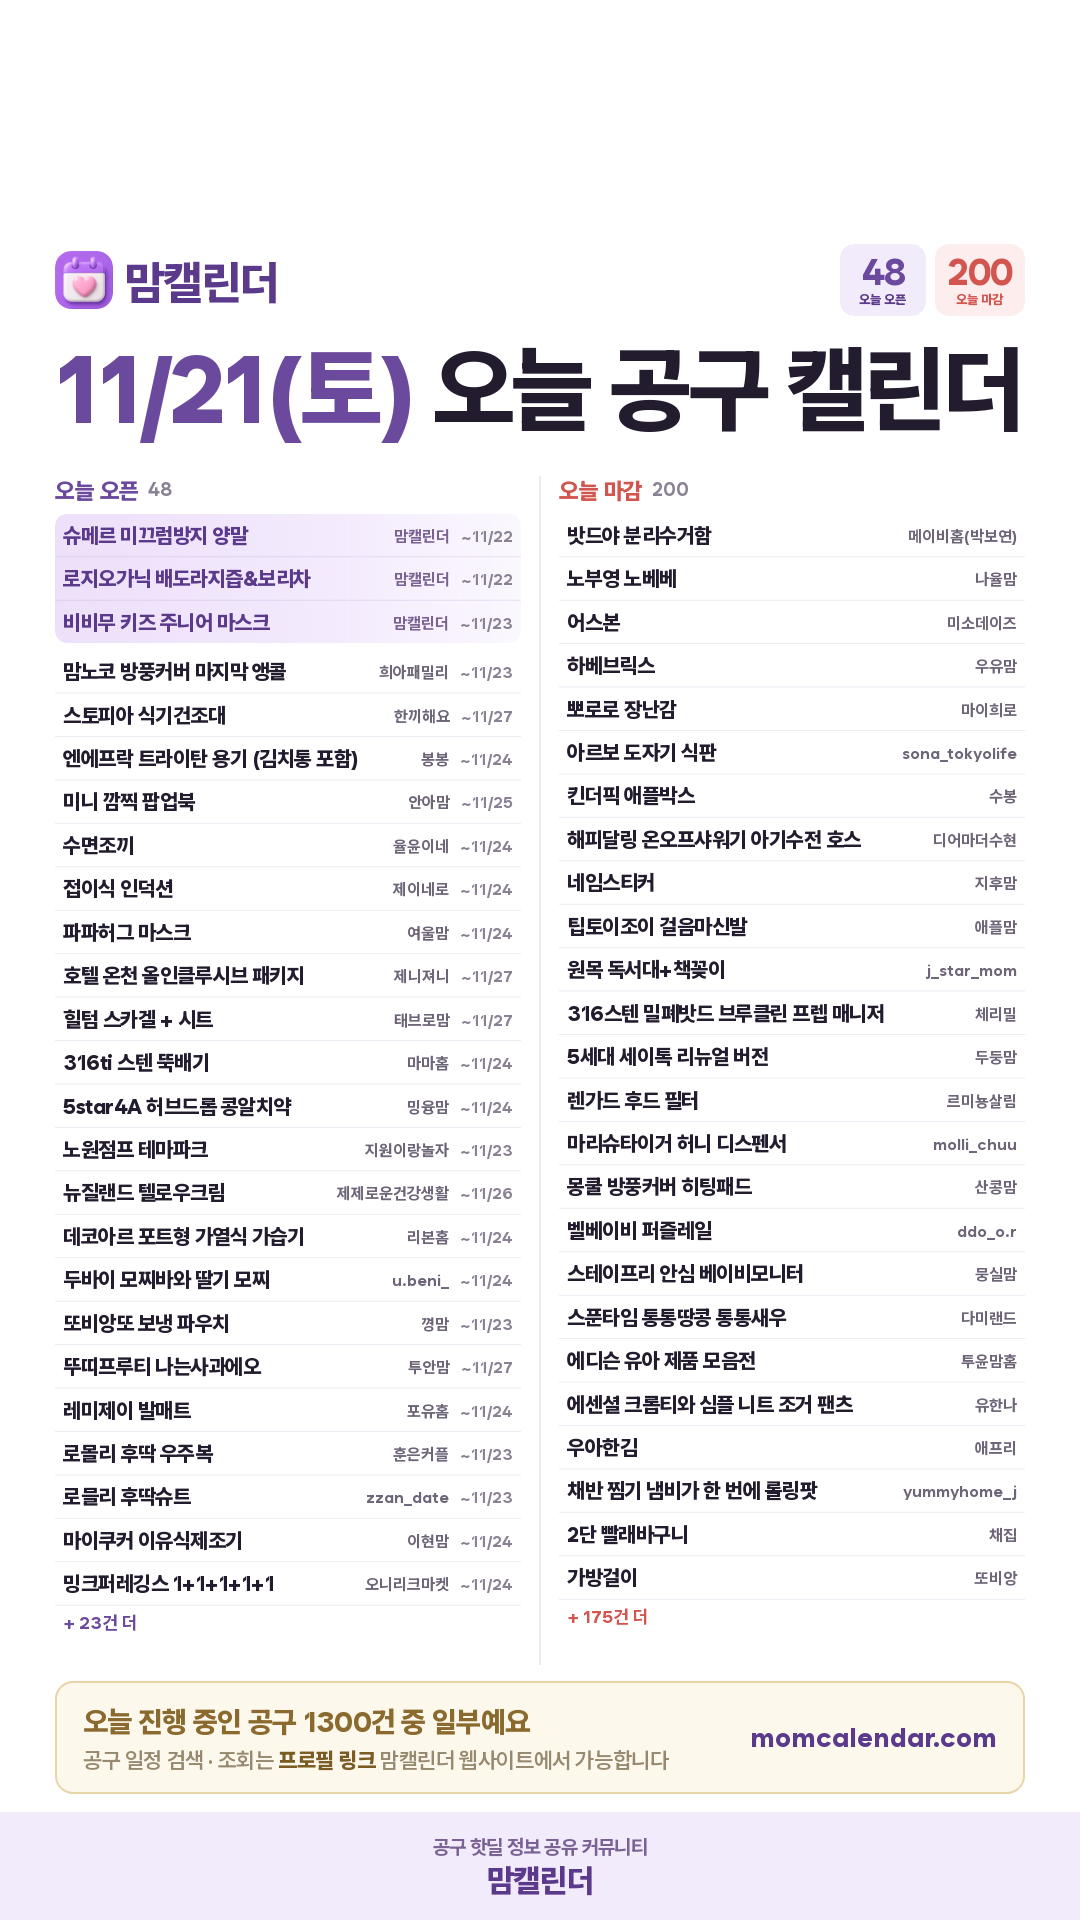 맘캘린더
48
오늘 오픈
200
오늘 마감
11/21(토) 오늘 공구 캘린더
오늘 오픈 48
슈메르 미끄럼방지 양말 맘캘린더 ~11/22
로지오가닉 배도라지즙&보리차 맘캘린더 ~11/22
비비무 키즈 주니어 마스크 맘캘린더 ~11/23
맘노코 방풍커버 마지막 앵콜 희아패밀리 ~11/23
스토피아 식기건조대 한끼해요 ~11/27
엔에프락 트라이탄 용기 (김치통 포함) 봉봉 ~11/24
미니 깜찍 팝업북 안아맘 ~11/25
수면조끼 율윤이네 ~11/24
접이식 인덕션 제이네로 ~11/24
파파허그 마스크 여울맘 ~11/24
호텔 온천 올인클루시브 패키지 제니져니 ~11/27
힐텀 스카겔 + 시트 태브로맘 ~11/27
316ti 스텐 뚝배기 마마홈 ~11/24
5star4A 허브드롬 콩알치약 밍융맘 ~11/24
노원점프 테마파크 지원이랑놀자 ~11/23
뉴질랜드 텔로우크림 제제로운건강생활 ~11/26
데코아르 포트형 가열식 가습기 리본홈 ~11/24
두바이 모찌바와 딸기 모찌 u.beni_ ~11/24
또비앙또 보냉 파우치 꼉맘 ~11/23
뚜띠프루티 나는사과에오 투안맘 ~11/27
레미제이 발매트 포유홈 ~11/24
로몰리 후딱 우주복 훈은커플 ~11/23
로믈리 후딱슈트 zzan_date ~11/23
마이쿠커 이유식제조기 이현맘 ~11/24
밍크퍼레깅스 1+1+1+1+1 오니리크마켓 ~11/24
+ 23건 더
오늘 마감 200
밧드야 분리수거함 메이비홈(박보연)
노부영 노베베 나율맘
어스본 미소데이즈
하베브릭스 우유맘
뽀로로 장난감 마이희로
아르보 도자기 식판 sona_tokyolife
킨더픽 애플박스 수봉
해피달링 온오프샤워기 아기수전 호스 디어마더수현
네임스티커 지후맘
팁토이조이 걸음마신발 애플맘
원목 독서대+책꽂이 j_star_mom
316스텐 밀폐밧드 브루클린 프렙 매니저 체리밀
5세대 세이톡 리뉴얼 버전 두둥맘
렌가드 후드 필터 르미뇽살림
마리슈타이거 허니 디스펜서 molli_chuu
몽쿨 방풍커버 히팅패드 산콩맘
벨베이비 퍼즐레일 ddo_o.r
스테이프리 안심 베이비모니터 뭉실맘
스푼타임 통통땅콩 통통새우 다미랜드
에디슨 유아 제품 모음전 투윤맘홈
에센셜 크롭티와 심플 니트 조거 팬츠 유한나
우아한김 애프리
채반 찜기 냄비가 한 번에 롤링팟 yummyhome_j
2단 빨래바구니 채집
가방걸이 또비앙
+ 175건 더
오늘 진행 중인 공구 1300건 중 일부예요
공구 일정 검색 · 조회는 프로필 링크 맘캘린더 웹사이트에서 가능합니다
momcalendar.com
공구 핫딜 정보 공유 커뮤니티
맘캘린더